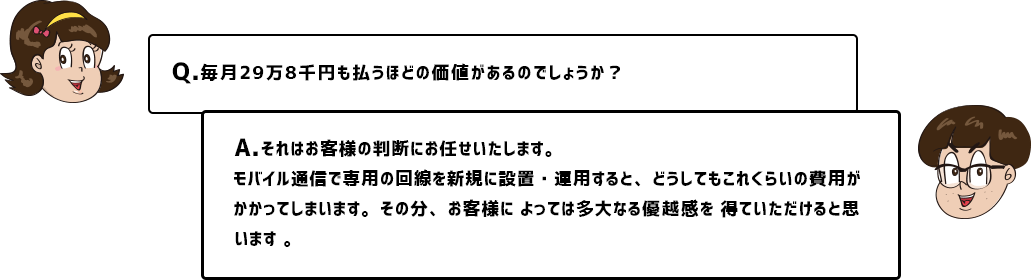 Q.毎月29万8千円も払うほどの価値があるのでしょうか？
A.それはお客様の判断にお任せいたします。
モバイル通信で専用の回線を新規に設置・運用すると、どうしてもこれくらいの費用が
かかってしまいます。その分、お客様に よっては多大なる優越感を 得ていただけると思
います 。